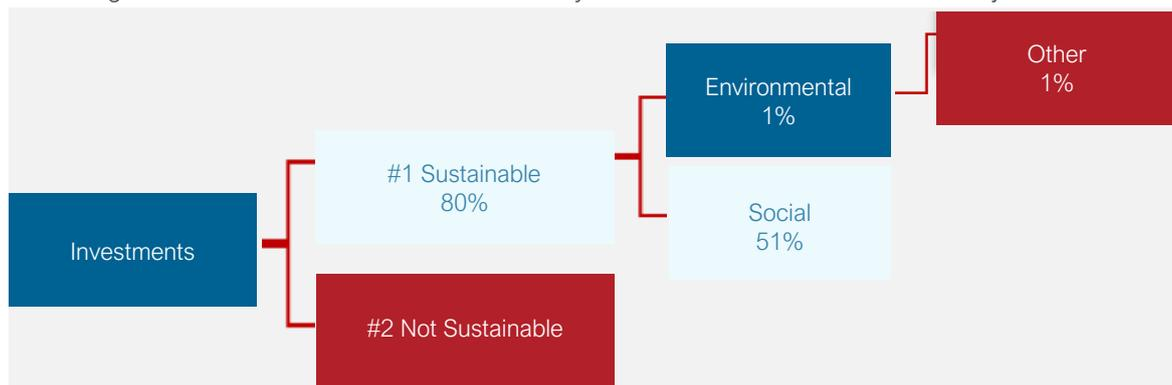 Investments
#1 Sustainable
80%
#2 Not Sustainable
Environmental
1%
Social
51%
Other
1%